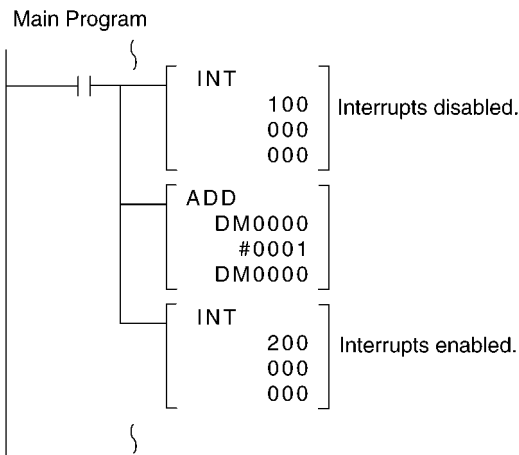 Main Program
INT
100 Interrupts disabled.
000
000
ADD
DM0000
#0001
DM0000
INT
200 Interrupts enabled.
000
000